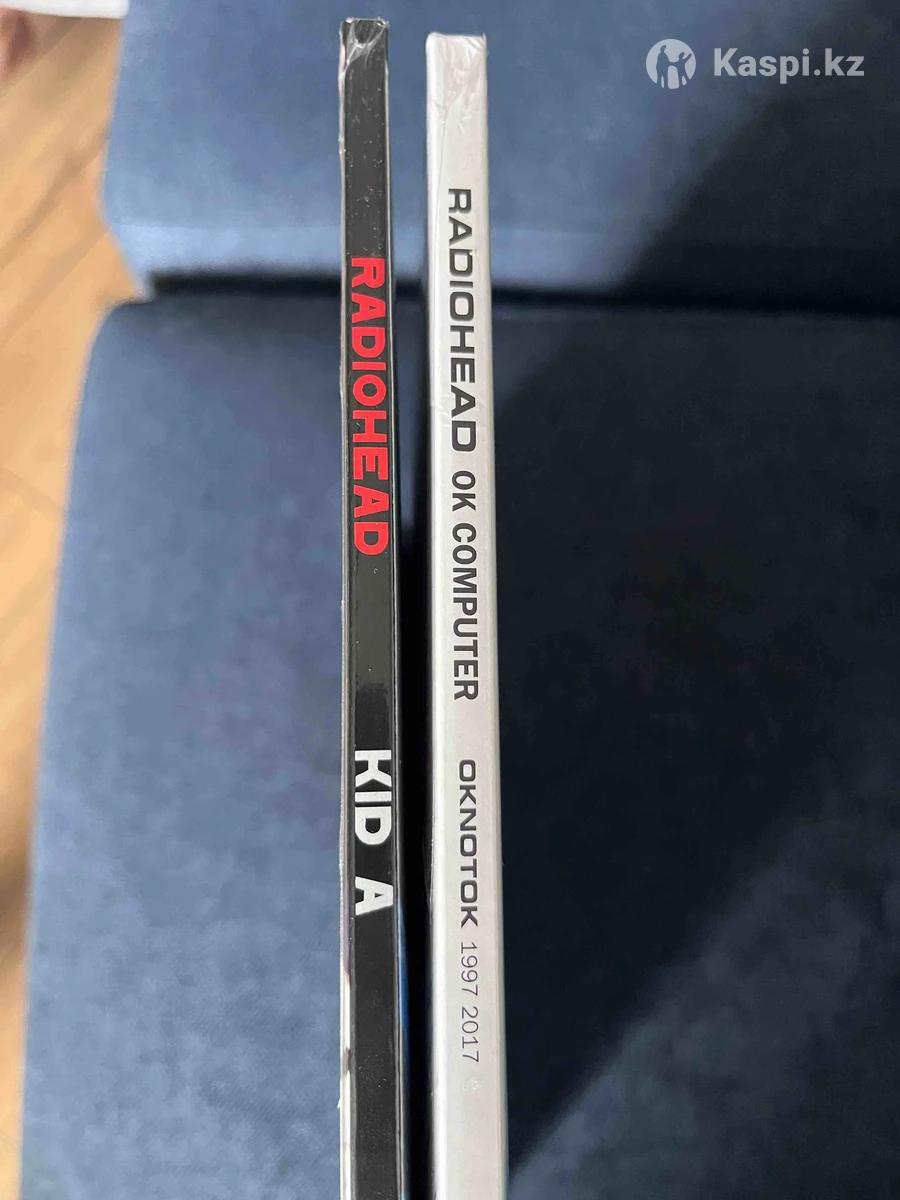 Kaspi.kz
RADIOHEAD
KID A
RADIOHEAD OK COMPUTER OKNOTOK 1997 2017